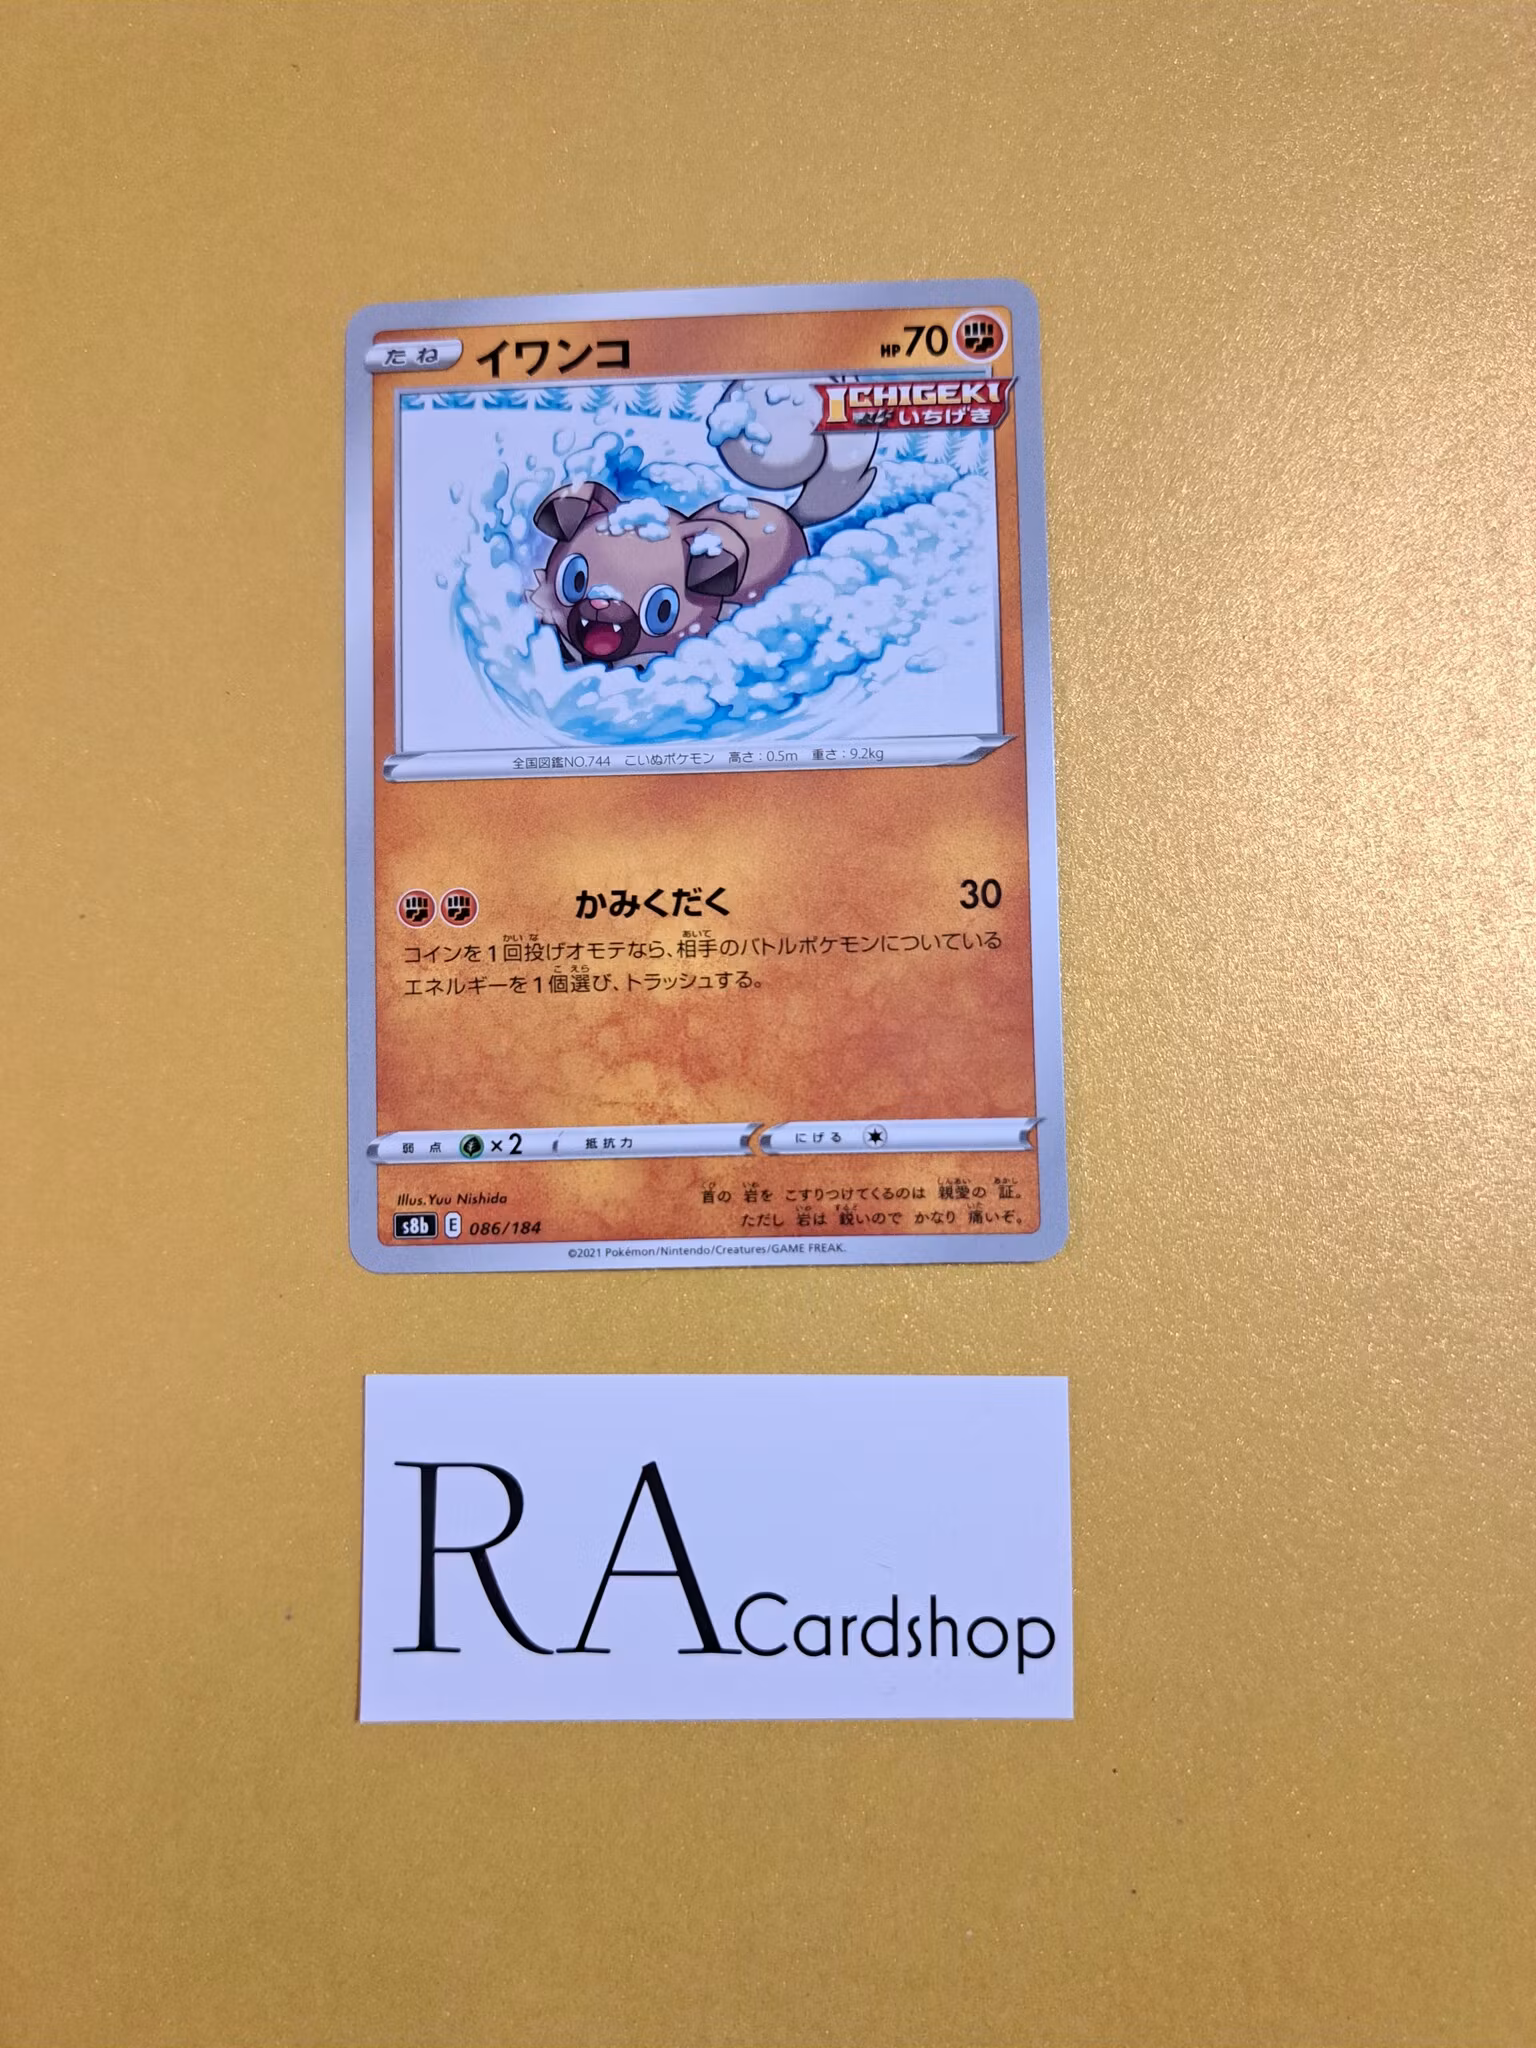 たね イワンコ HP70
ICHIGEKI
いちげき
全国図鑑NO.744 こいぬポケモン 高さ:0.5m 重さ:9.2kg
かみくだく 30
コインを1回投げオモテなら、相手のバトルポケモンについている
エネルギーを1個選び、トラッシュする。
弱点 ×2 抵抗力 にげる
Illus. Yuu Nishida
首の 岩を こすりつけてくるのは 親愛の 証。
ただし 岩は 鋭いので かなり 痛いぞ。
s8b E 086/184
©2021 Pokémon/Nintendo/Creatures/GAME FREAK.
RA Cardshop